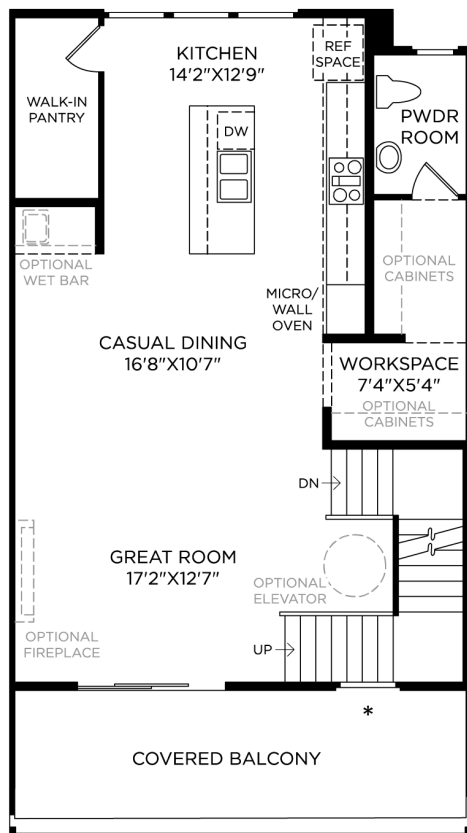 KITCHEN
14'2"X12'9"
REF
SPACE
WALK-IN
PANTRY
PWDR
ROOM
DW
OPTIONAL
WET BAR
OPTIONAL
CABINETS
MICRO/
WALL
OVEN
CASUAL DINING
16'8"X10'7"
WORKSPACE
7'4"X5'4"
OPTIONAL
CABINETS
DN
GREAT ROOM
17'2"X12'7"
OPTIONAL
ELEVATOR
OPTIONAL
FIREPLACE
UP
*
COVERED BALCONY